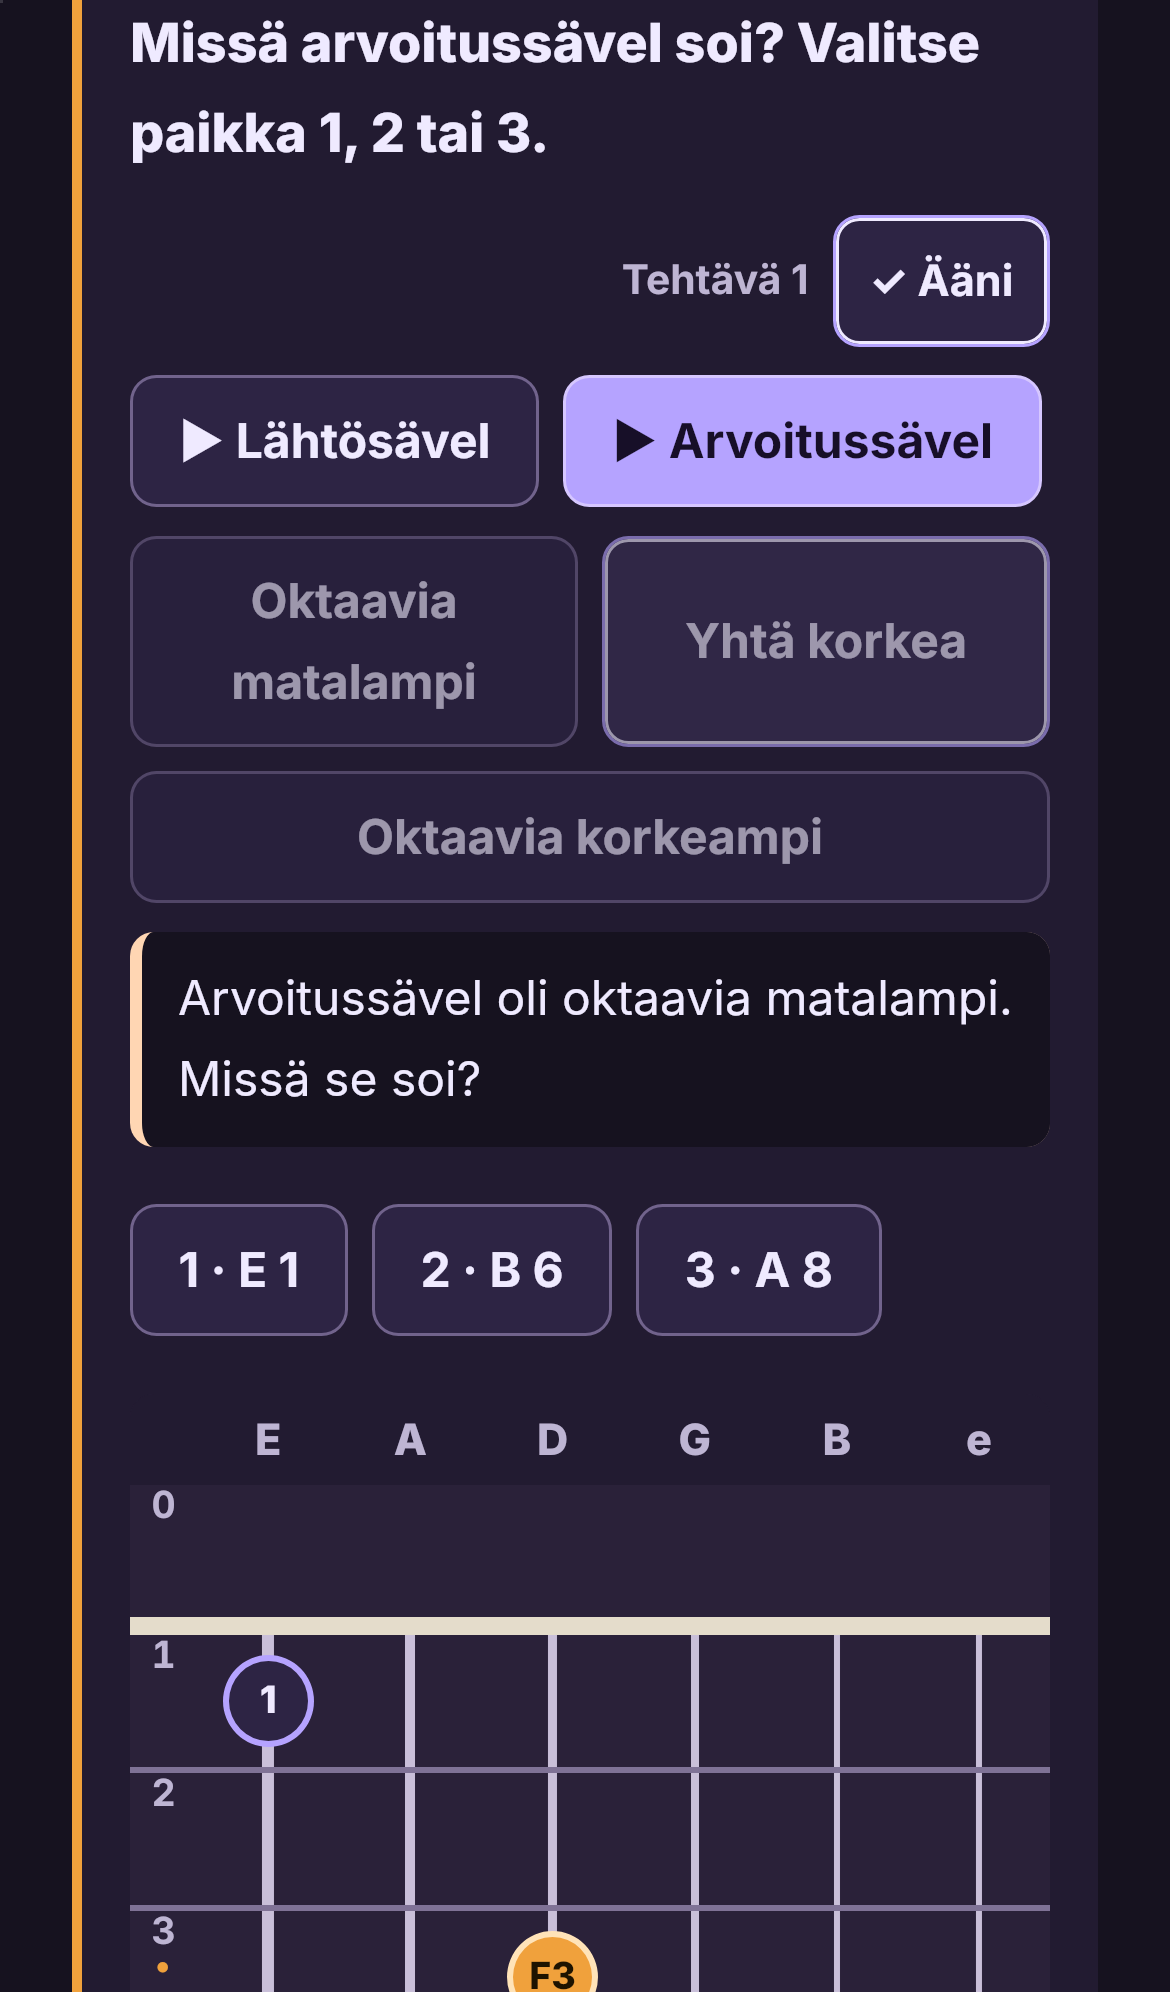 Missä arvoitussävel soi? Valitse
paikka 1, 2 tai 3.
Tehtävä 1
✓ Ääni
▶ Lähtösävel
▶ Arvoitussävel
Oktaavia
matalampi
Yhtä korkea
Oktaavia korkeampi
Arvoitussävel oli oktaavia matalampi.
Missä se soi?
1 · E 1
2 · B 6
3 · A 8
E A D G B e
0
1
1
2
3
F3